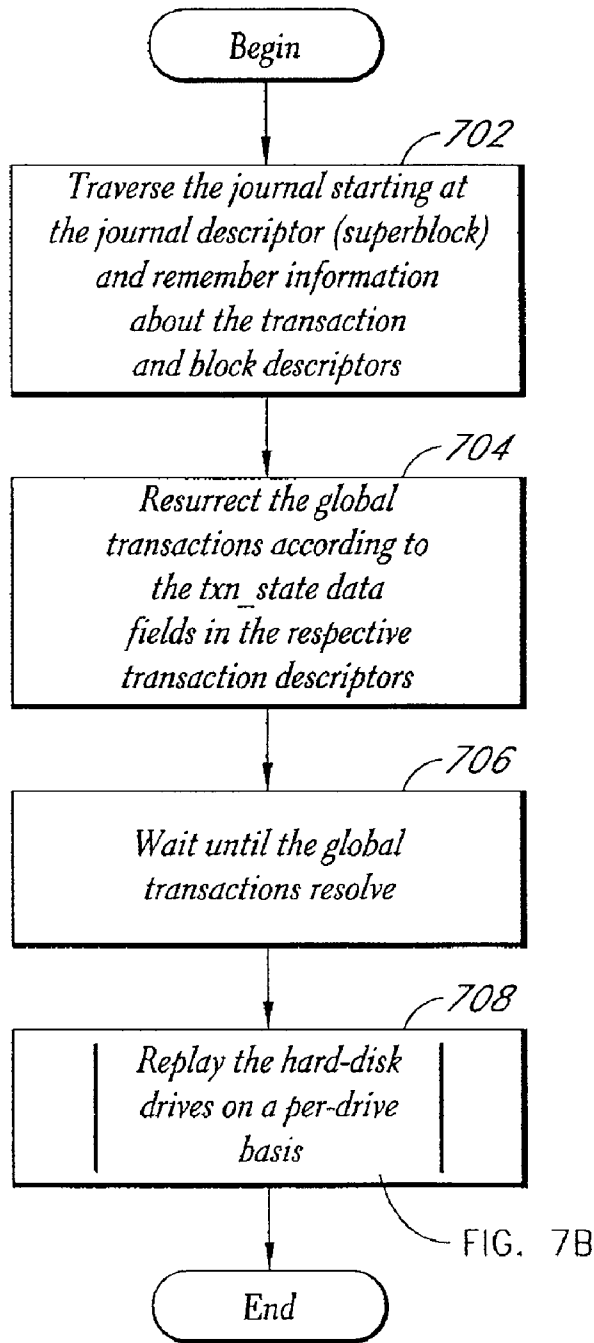 Begin
702
Traverse the journal starting at
the journal descriptor (superblock)
and remember information
about the transaction
and block descriptors
704
Resurrect the global
transactions according to
the txn_state data
fields in the respective
transaction descriptors
706
Wait until the global
transactions resolve
708
Replay the hard-disk
drives on a per-drive
basis
FIG. 7B
End